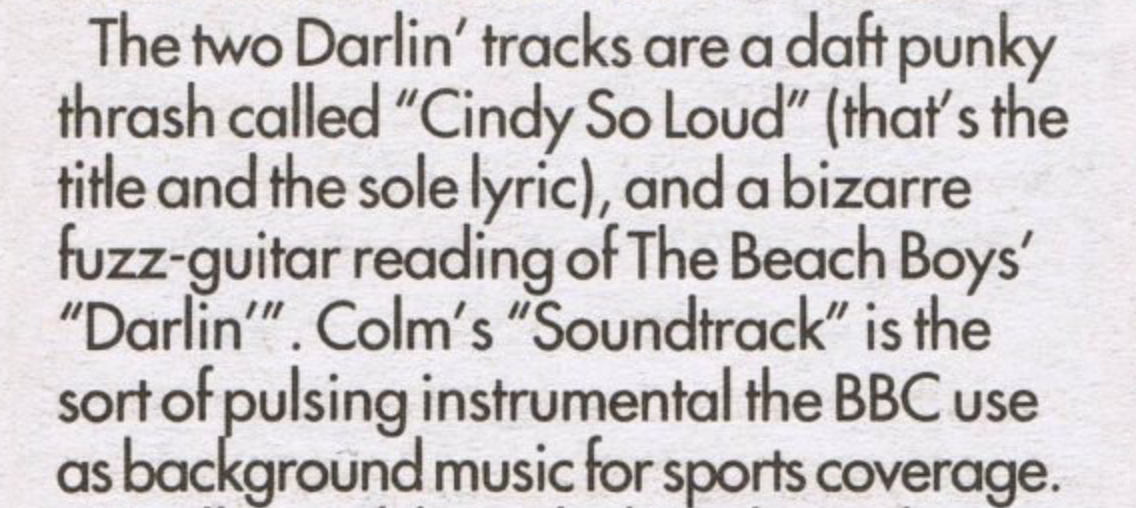 The two Darlin' tracks are a daft punky
thrash called "Cindy So Loud" (that's the
title and the sole lyric), and a bizarre
fuzz-guitar reading of The Beach Boys'
"Darlin'". Colm's "Soundtrack" is the
sort of pulsing instrumental the BBC use
as background music for sports coverage.